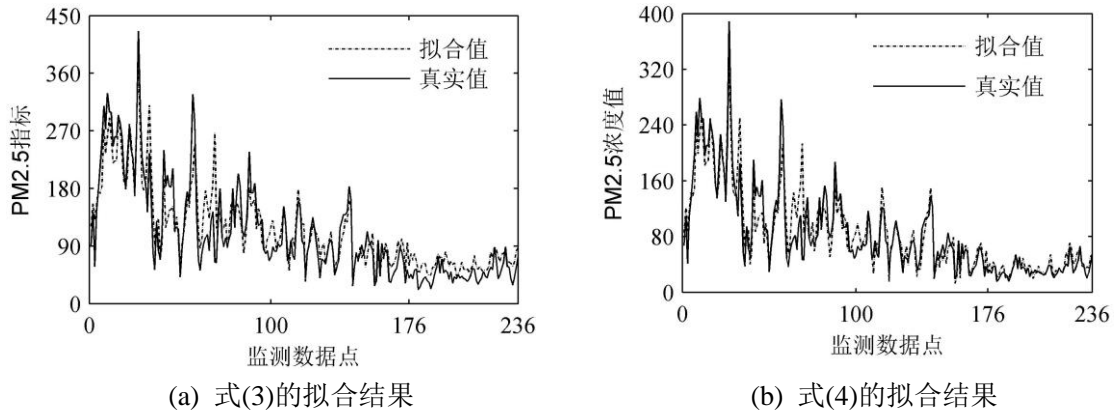 450
360
270
180
90
0
PM2.5指标
拟合值
真实值
0 100 176 236
监测数据点
(a) 式(3)的拟合结果
400
320
240
160
80
0
PM2.5浓度值
拟合值
真实值
0 100 176 236
监测数据点
(b) 式(4)的拟合结果